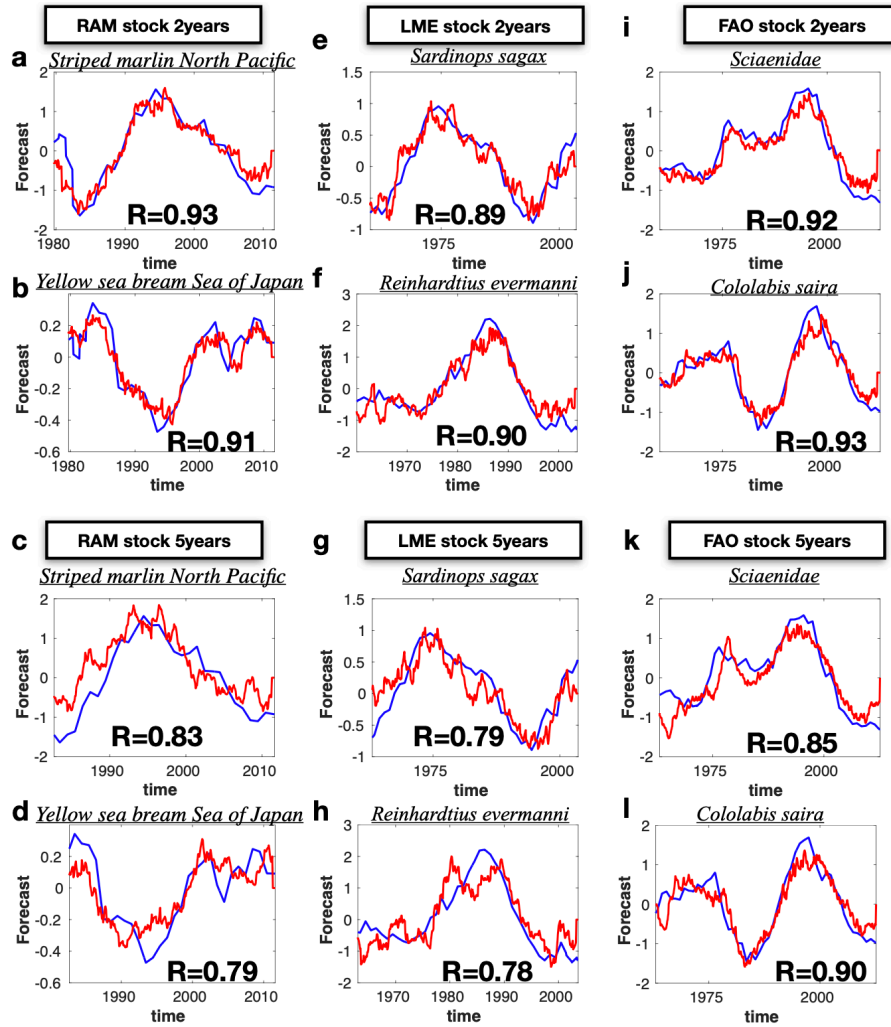 RAM stock 2years
a
Striped marlin North Pacific
Forecast
2
1
0
-1
-2
R=0.93
1980
1990
2000
2010
time
b
Yellow sea bream Sea of Japan
Forecast
0.2
0
-0.2
-0.4
-0.6
R=0.91
1980
1990
2000
2010
time
LME stock 2years
e
Sardinops sagax
Forecast
1.5
1
0.5
0
-0.5
-1
R=0.89
1975
2000
time
f
Reinhardtius evermanni
Forecast
3
2
1
0
-1
-2
R=0.90
1970
1980
1990
2000
time
i
FAO stock 2years
Sciaenidae
Forecast
2
1
0
-1
-2
R=0.92
1975
2000
time
j
Cololabis saira
Forecast
2
1
0
-1
-2
R=0.93
1975
2000
time
c
RAM stock 5years
Striped marlin North Pacific
Forecast
2
1
0
-1
-2
R=0.83
1990
2000
2010
time
d
Yellow sea bream Sea of Japan
Forecast
0.2
0
-0.2
-0.4
-0.6
R=0.79
1990
2000
2010
time
g
LME stock 5years
Sardinops sagax
Forecast
1.5
1
0.5
0
-0.5
-1
R=0.79
1975
2000
time
h
Reinhardtius evermanni
Forecast
3
2
1
0
-1
-2
R=0.78
1970
1980
1990
2000
time
k
FAO stock 5years
Sciaenidae
Forecast
2
1
0
-1
-2
R=0.85
1975
2000
time
l
Cololabis saira
Forecast
2
1
0
-1
-2
R=0.90
1975
2000
time